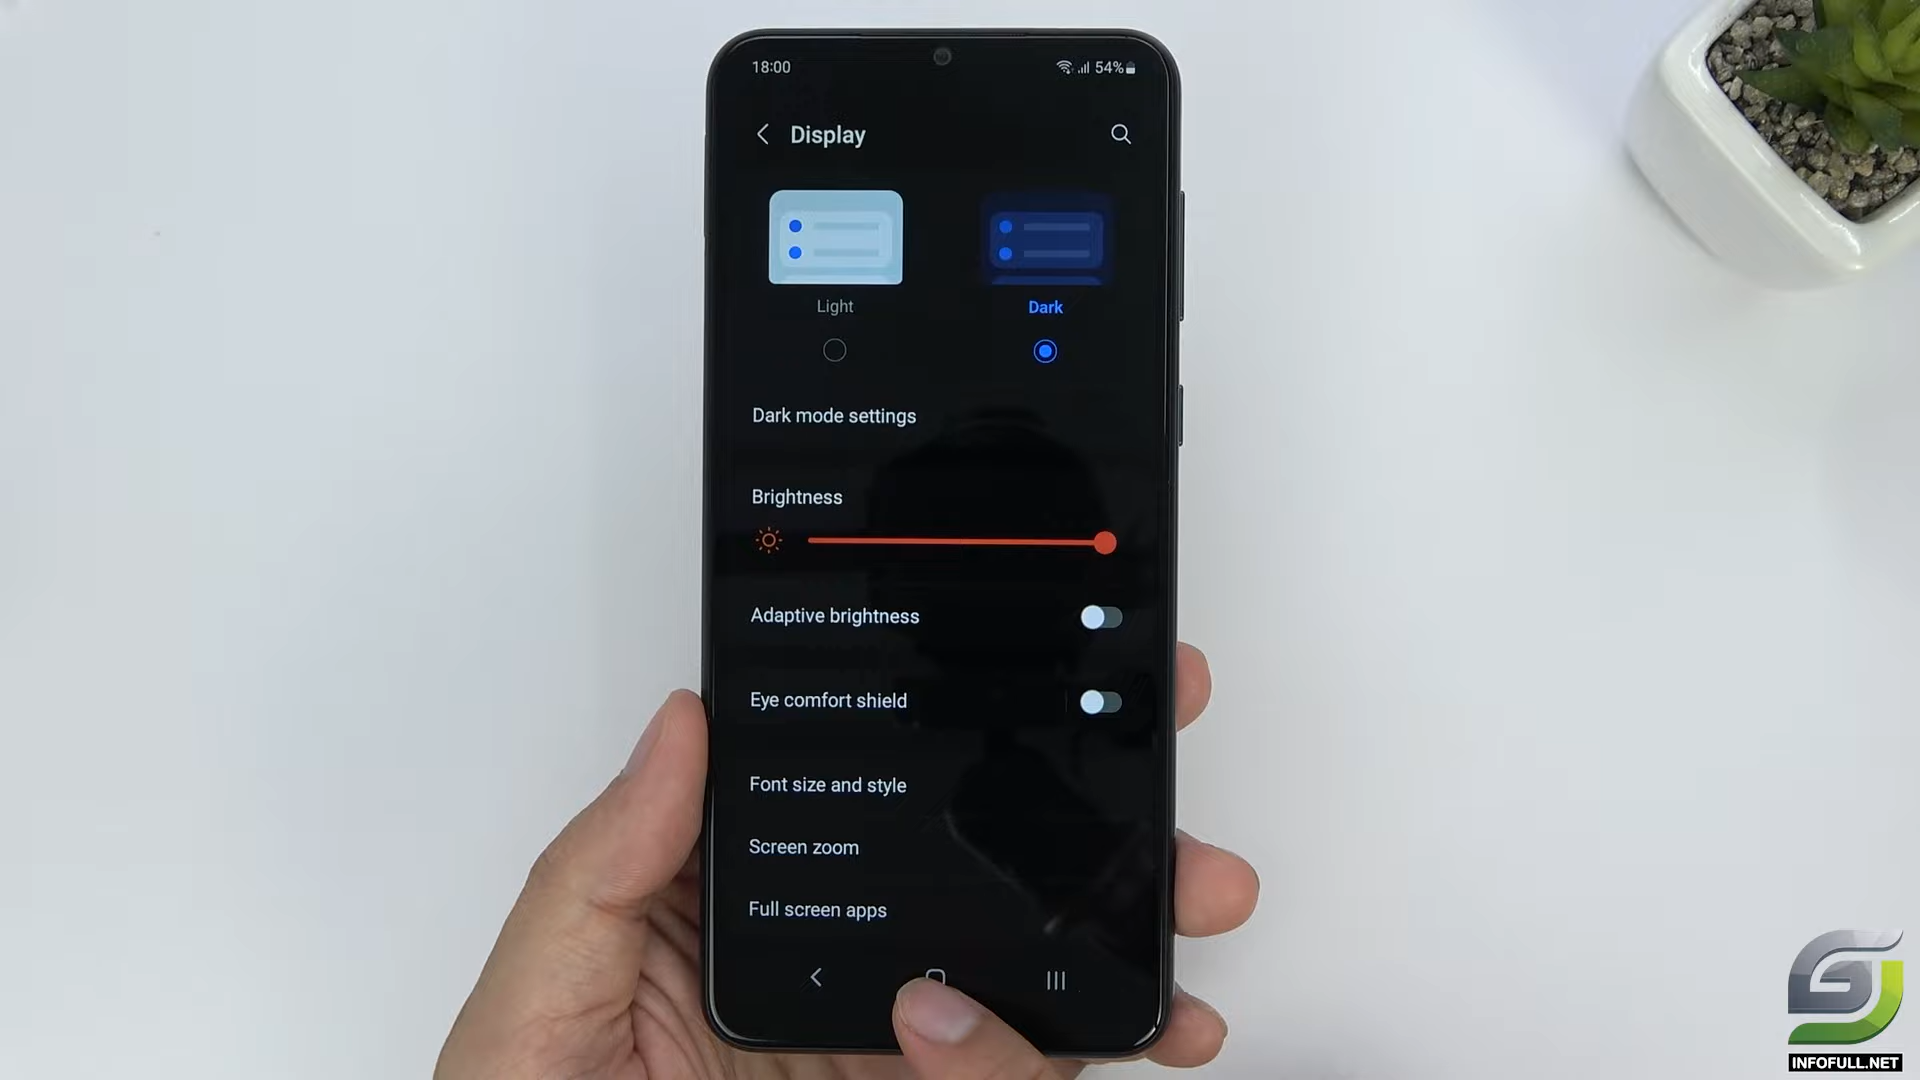 18:00
54%
Display
Light
Dark
Dark mode settings
Brightness
Adaptive brightness
Eye comfort shield
Font size and style
Screen zoom
Full screen apps
INFOFULL.NET